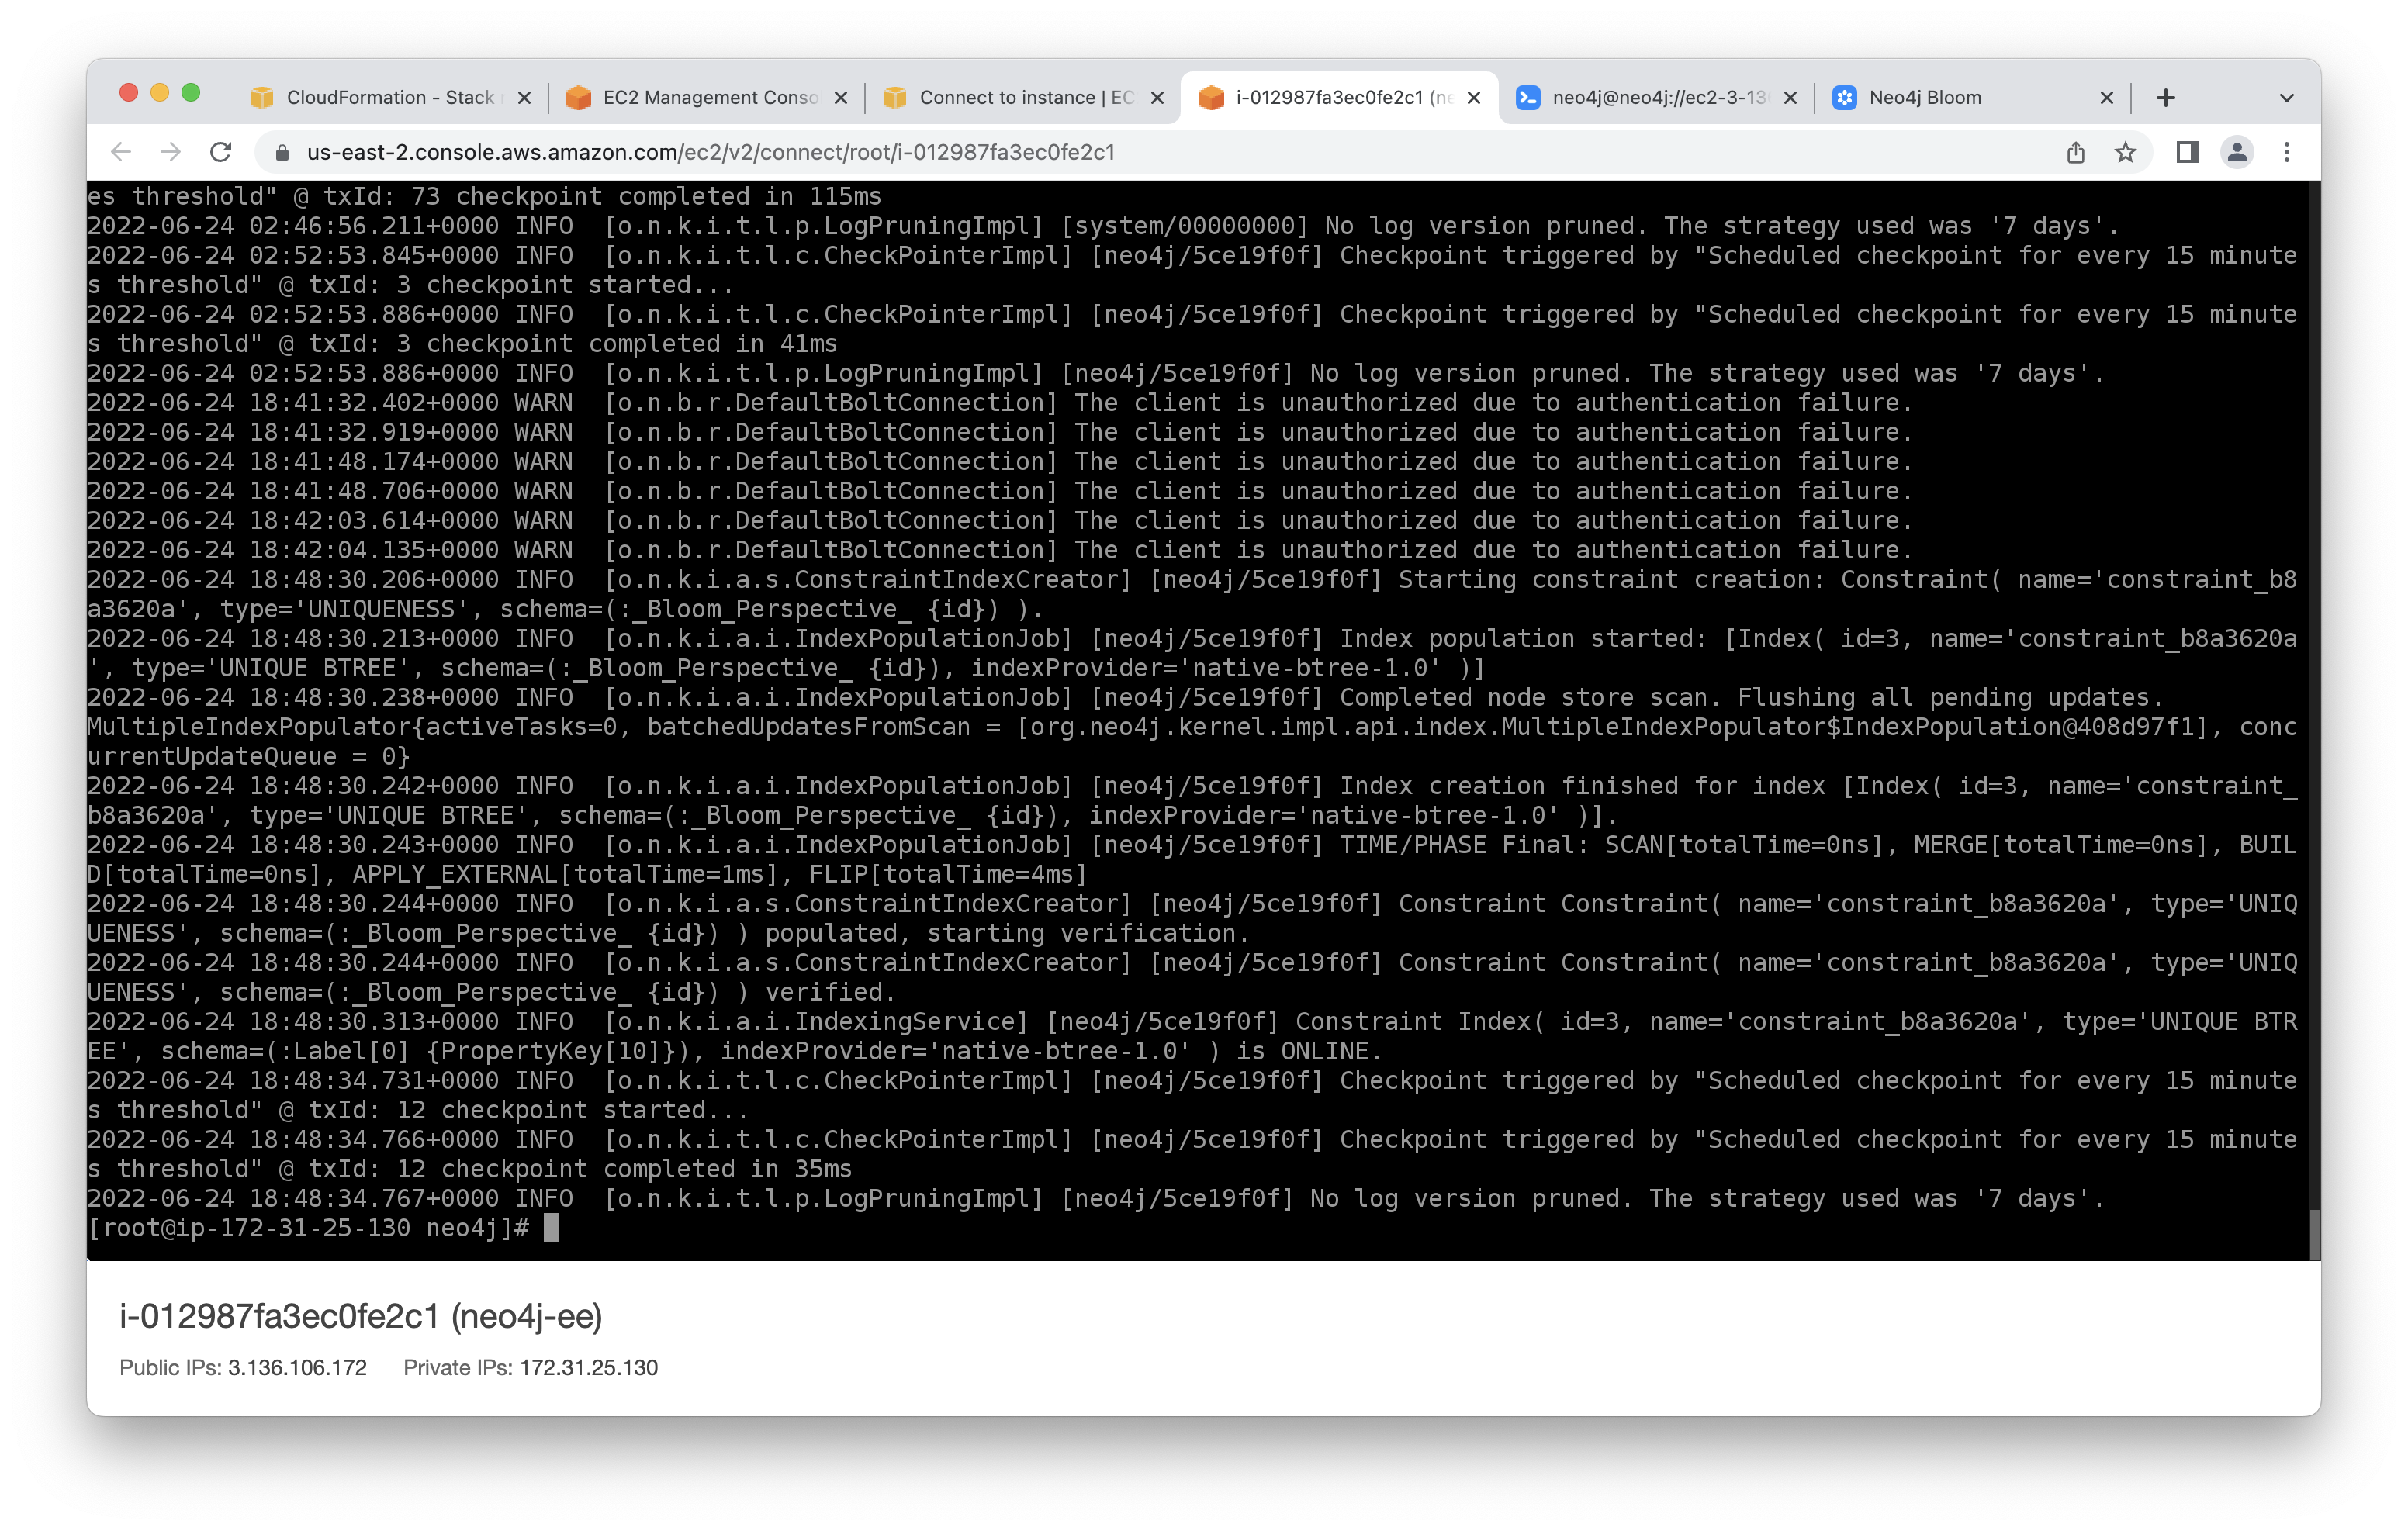 CloudFormation - Stack
EC2 Management Conso
Connect to instance | EC
i-012987fa3ec0fe2c1 (ne
neo4j@neo4j://ec2-3-13
Neo4j Bloom
us-east-2.console.aws.amazon.com/ec2/v2/connect/root/i-012987fa3ec0fe2c1
es threshold" @ txId: 73 checkpoint completed in 115ms
2022-06-24 02:46:56.211+0000 INFO  [o.n.k.i.t.l.p.LogPruningImpl] [system/00000000] No log version pruned. The strategy used was '7 days'.
2022-06-24 02:52:53.845+0000 INFO  [o.n.k.i.t.l.c.CheckPointerImpl] [neo4j/5ce19f0f] Checkpoint triggered by "Scheduled checkpoint for every 15 minute
s threshold" @ txId: 3 checkpoint started...
2022-06-24 02:52:53.886+0000 INFO  [o.n.k.i.t.l.c.CheckPointerImpl] [neo4j/5ce19f0f] Checkpoint triggered by "Scheduled checkpoint for every 15 minute
s threshold" @ txId: 3 checkpoint completed in 41ms
2022-06-24 02:52:53.886+0000 INFO  [o.n.k.i.t.l.p.LogPruningImpl] [neo4j/5ce19f0f] No log version pruned. The strategy used was '7 days'.
2022-06-24 18:41:32.402+0000 WARN  [o.n.b.r.DefaultBoltConnection] The client is unauthorized due to authentication failure.
2022-06-24 18:41:32.919+0000 WARN  [o.n.b.r.DefaultBoltConnection] The client is unauthorized due to authentication failure.
2022-06-24 18:41:48.174+0000 WARN  [o.n.b.r.DefaultBoltConnection] The client is unauthorized due to authentication failure.
2022-06-24 18:41:48.706+0000 WARN  [o.n.b.r.DefaultBoltConnection] The client is unauthorized due to authentication failure.
2022-06-24 18:42:03.614+0000 WARN  [o.n.b.r.DefaultBoltConnection] The client is unauthorized due to authentication failure.
2022-06-24 18:42:04.135+0000 WARN  [o.n.b.r.DefaultBoltConnection] The client is unauthorized due to authentication failure.
2022-06-24 18:48:30.206+0000 INFO  [o.n.k.i.a.s.ConstraintIndexCreator] [neo4j/5ce19f0f] Starting constraint creation: Constraint( name='constraint_b8
a3620a', type='UNIQUENESS', schema=(:_Bloom_Perspective_ {id}) ).
2022-06-24 18:48:30.213+0000 INFO  [o.n.k.i.a.i.IndexPopulationJob] [neo4j/5ce19f0f] Index population started: [Index( id=3, name='constraint_b8a3620a
', type='UNIQUE BTREE', schema=(:_Bloom_Perspective_ {id}), indexProvider='native-btree-1.0' )]
2022-06-24 18:48:30.238+0000 INFO  [o.n.k.i.a.i.IndexPopulationJob] [neo4j/5ce19f0f] Completed node store scan. Flushing all pending updates.
MultipleIndexPopulator{activeTasks=0, batchedUpdatesFromScan = [org.neo4j.kernel.impl.api.index.MultipleIndexPopulator$IndexPopulation@408d97f1], conc
urrentUpdateQueue = 0}
2022-06-24 18:48:30.242+0000 INFO  [o.n.k.i.a.i.IndexPopulationJob] [neo4j/5ce19f0f] Index creation finished for index [Index( id=3, name='constraint_
b8a3620a', type='UNIQUE BTREE', schema=(:_Bloom_Perspective_ {id}), indexProvider='native-btree-1.0' )].
2022-06-24 18:48:30.243+0000 INFO  [o.n.k.i.a.i.IndexPopulationJob] [neo4j/5ce19f0f] TIME/PHASE Final: SCAN[totalTime=0ns], MERGE[totalTime=0ns], BUIL
D[totalTime=0ns], APPLY_EXTERNAL[totalTime=1ms], FLIP[totalTime=4ms]
2022-06-24 18:48:30.244+0000 INFO  [o.n.k.i.a.s.ConstraintIndexCreator] [neo4j/5ce19f0f] Constraint Constraint( name='constraint_b8a3620a', type='UNIQ
UENESS', schema=(:_Bloom_Perspective_ {id}) ) populated, starting verification.
2022-06-24 18:48:30.244+0000 INFO  [o.n.k.i.a.s.ConstraintIndexCreator] [neo4j/5ce19f0f] Constraint Constraint( name='constraint_b8a3620a', type='UNIQ
UENESS', schema=(:_Bloom_Perspective_ {id}) ) verified.
2022-06-24 18:48:30.313+0000 INFO  [o.n.k.i.a.i.IndexingService] [neo4j/5ce19f0f] Constraint Index( id=3, name='constraint_b8a3620a', type='UNIQUE BTR
EE', schema=(:Label[0] {PropertyKey[10]}), indexProvider='native-btree-1.0' ) is ONLINE.
2022-06-24 18:48:34.731+0000 INFO  [o.n.k.i.t.l.c.CheckPointerImpl] [neo4j/5ce19f0f] Checkpoint triggered by "Scheduled checkpoint for every 15 minute
s threshold" @ txId: 12 checkpoint started...
2022-06-24 18:48:34.766+0000 INFO  [o.n.k.i.t.l.c.CheckPointerImpl] [neo4j/5ce19f0f] Checkpoint triggered by "Scheduled checkpoint for every 15 minute
s threshold" @ txId: 12 checkpoint completed in 35ms
2022-06-24 18:48:34.767+0000 INFO  [o.n.k.i.t.l.p.LogPruningImpl] [neo4j/5ce19f0f] No log version pruned. The strategy used was '7 days'.
[root@ip-172-31-25-130 neo4j]#
i-012987fa3ec0fe2c1 (neo4j-ee)
Public IPs: 3.136.106.172 Private IPs: 172.31.25.130